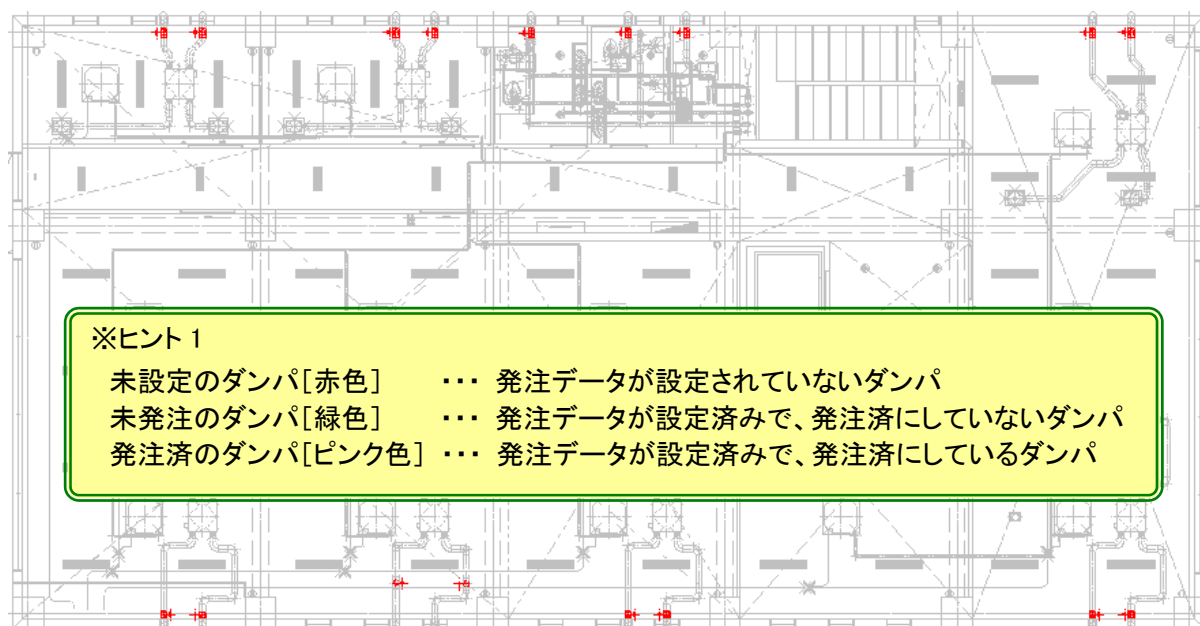 ※ヒント 1
未設定のダンパ[赤色] ･･･ 発注データが設定されていないダンパ
未発注のダンパ[緑色] ･･･ 発注データが設定済みで、発注済にしていないダンパ
発注済のダンパ[ピンク色] ･･･ 発注データが設定済みで、発注済にしているダンパ